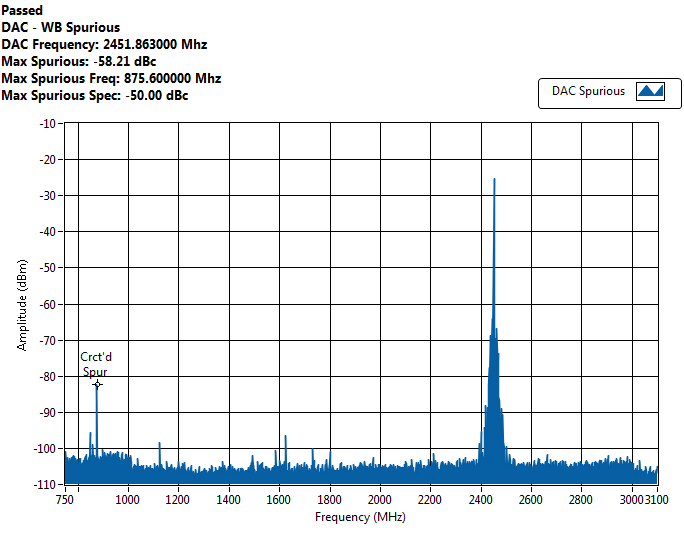 Passed
DAC - WB Spurious
DAC Frequency: 2451.863000 Mhz
Max Spurious: -58.21 dBc
Max Spurious Freq: 875.600000 Mhz
Max Spurious Spec: -50.00 dBc
DAC Spurious
-10
-20
-30
-40
-50
-60
-70
-80
-90
-100
-110
Amplitude (dBm)
Crct'd
Spur
750 1000 1200 1400 1600 1800 2000 2200 2400 2600 2800 3000 3100
Frequency (MHz)